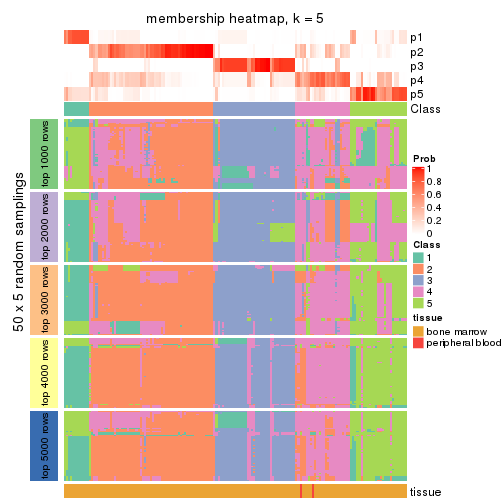 membership heatmap, k = 5
p1
p2
p3
p4
p5
Class
50 x 5 random samplings
top 1000 rows
top 2000 rows
top 3000 rows
top 4000 rows
top 5000 rows
Prob
1
0.8
0.6
0.4
0.2
0
Class
1
2
3
4
5
tissue
bone marrow
peripheral blood
tissue